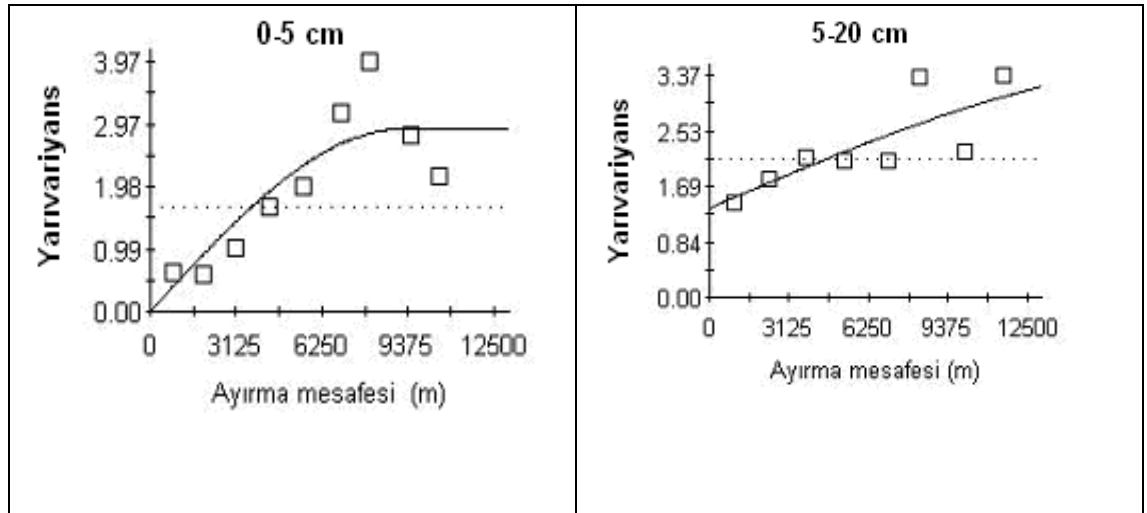 0-5 cm
Yarıvariyans
3.97
2.97
1.98
0.99
0.00
0 3125 6250 9375 12500
Ayırma mesafesi (m)
5-20 cm
Yarıvariyans
3.37
2.53
1.69
0.84
0.00
0 3125 6250 9375 12500
Ayırma mesafesi (m)